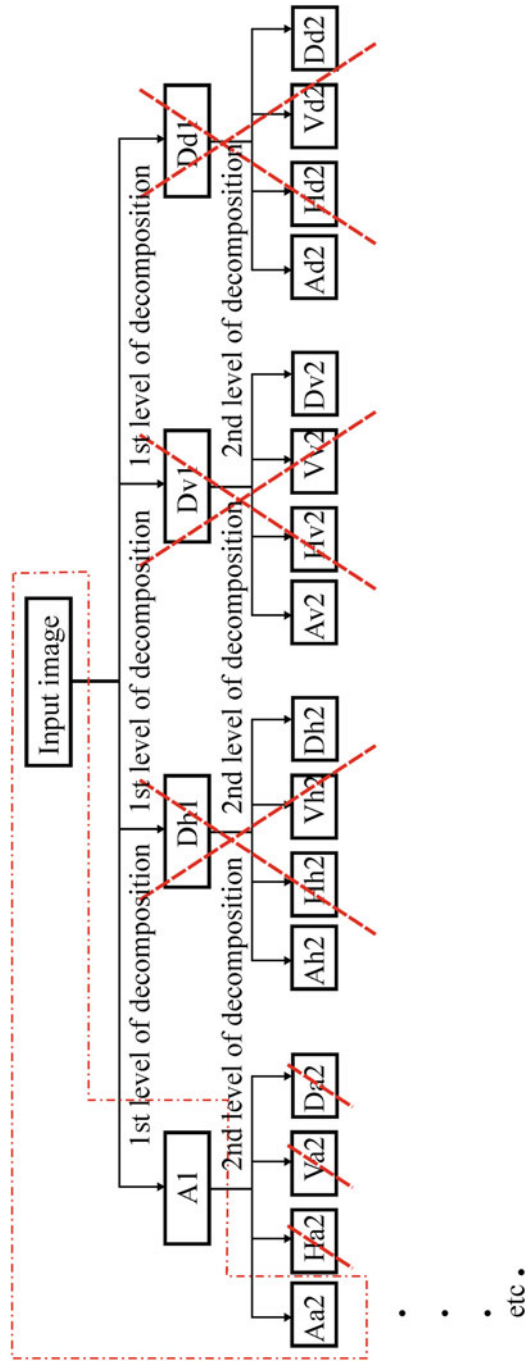 Input image
1st level of decomposition 1st level of decomposition 1st level of decomposition 1st level of decomposition
A1 Dh1 Dv1 Dd1
2nd level of decomposition 2nd level of decomposition 2nd level of decomposition 2nd level of decomposition
Aa2 Ha2 Va2 Da2 Ah2 Hh2 Vh2 Dh2 Av2 Hv2 Vv2 Dv2 Ad2 Hd2 Vd2 Dd2
etc.